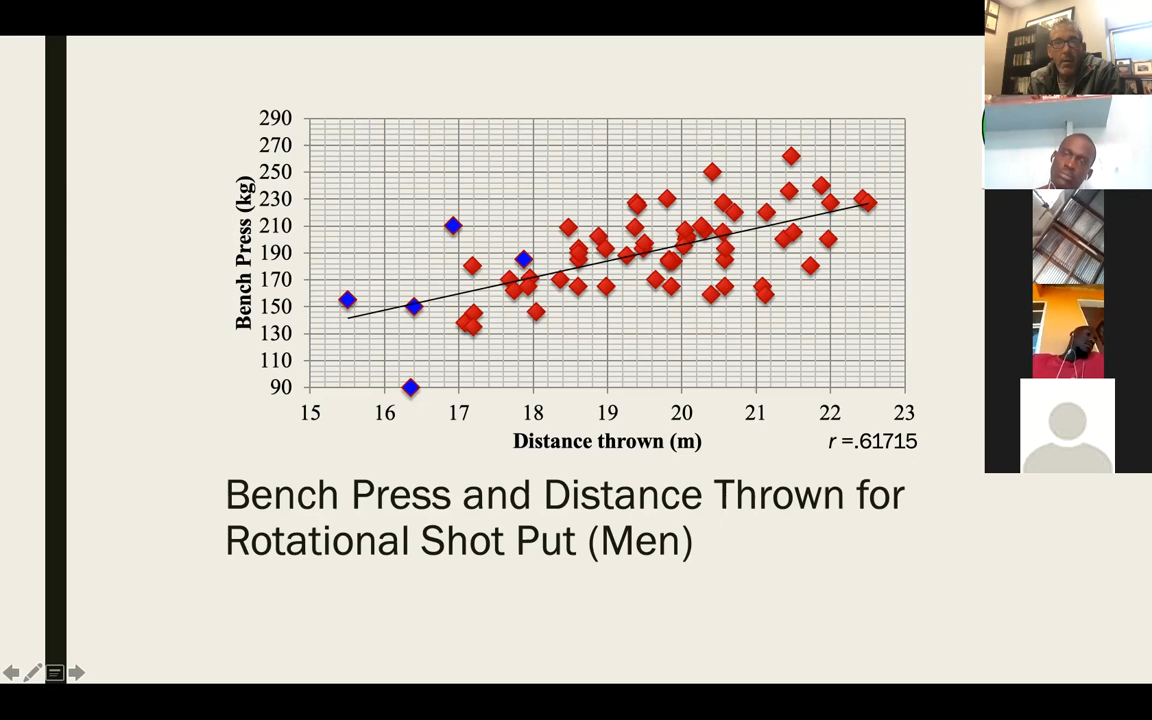 290
270
250
230
210
190
170
150
130
110
90
Bench Press (kg)
15 16 17 18 19 20 21 22 23
Distance thrown (m)
r =.61715
Bench Press and Distance Thrown for
Rotational Shot Put (Men)